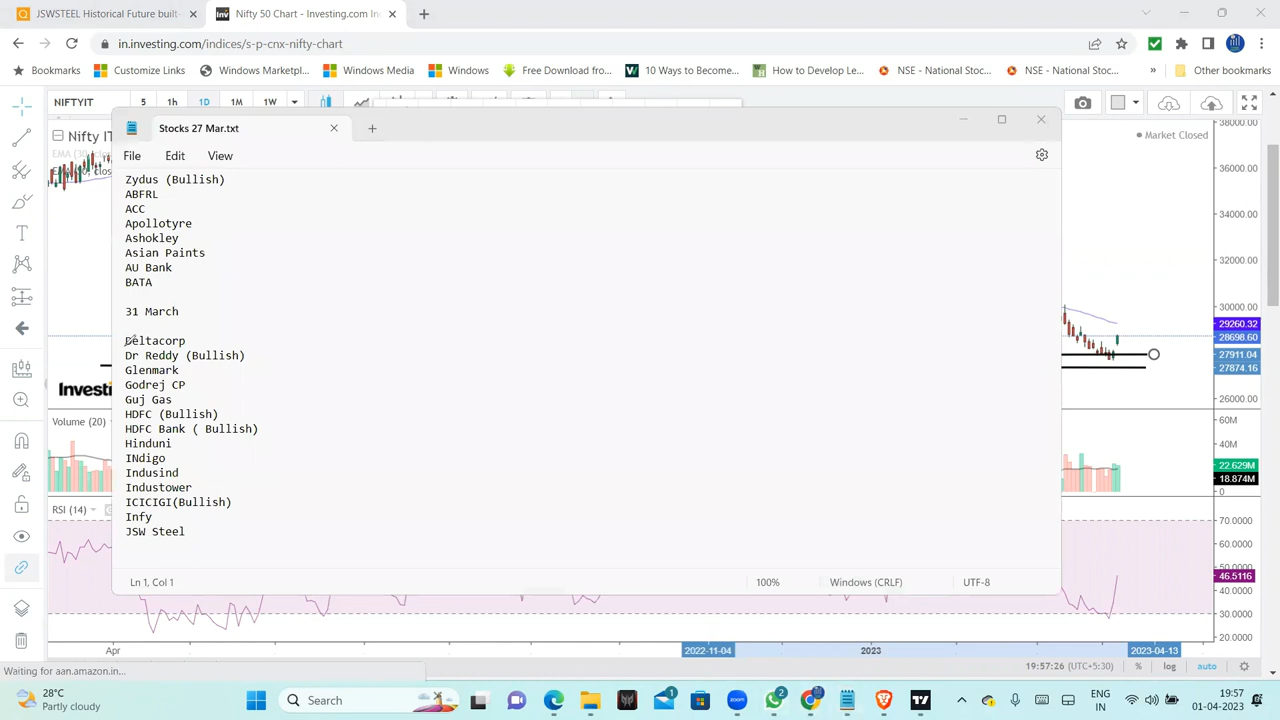 JSWSTEEL Historical Future built
Nifty 50 Chart - Investing.com In
in.investing.com/indices/s-p-cnx-nifty-chart
Bookmarks
Customize Links
Windows Marketpl...
Windows Media
Windows
Free Download fro...
10 Ways to Become...
How to Develop Le...
NSE - National Stoc...
NSE - National Stoc...
»
Other bookmarks
NIFTYIT
5
1h
1D
1M
1W
Stocks 27 Mar.txt
File
Edit
View
Zydus (Bullish)
ABFRL
ACC
Apollotyre
Ashokley
Asian Paints
AU Bank
BATA
31 March
Deltacorp
Dr Reddy (Bullish)
Glenmark
Godrej CP
Guj Gas
HDFC (Bullish)
HDFC Bank ( Bullish)
Hinduni
INdigo
Indusind
Industower
ICICIGI(Bullish)
Infy
JSW Steel
Ln 1, Col 1
100%
Windows (CRLF)
UTF-8
Nifty IT
Investing
Volume (20)
RSI (14)
Market Closed
38000.00
36000.00
34000.00
32000.00
30000.00
29260.32
28698.60
27911.04
27874.16
26000.00
60M
40M
22.629M
18.874M
0
70.0000
60.0000
50.0000
46.5116
40.0000
30.0000
20.0000
Apr
2022-11-04
2023
2023-04-13
19:57:26 (UTC+5:30)
%
log
auto
Waiting for aan.amazon.in...
28°C
Partly cloudy
Search
1
2
ENG
IN
19:57
01-04-2023